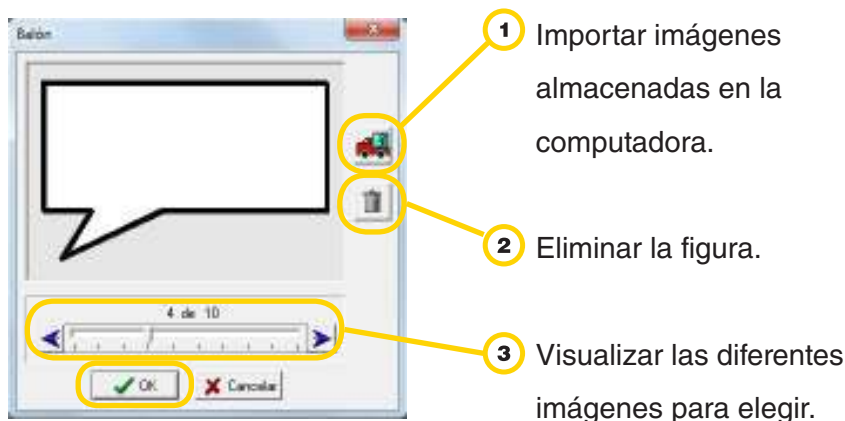 Balón
4 de 10
OK
Cancelar
1 Importar imágenes
almacenadas en la
computadora.
2 Eliminar la figura.
3 Visualizar las diferentes
imágenes para elegir.